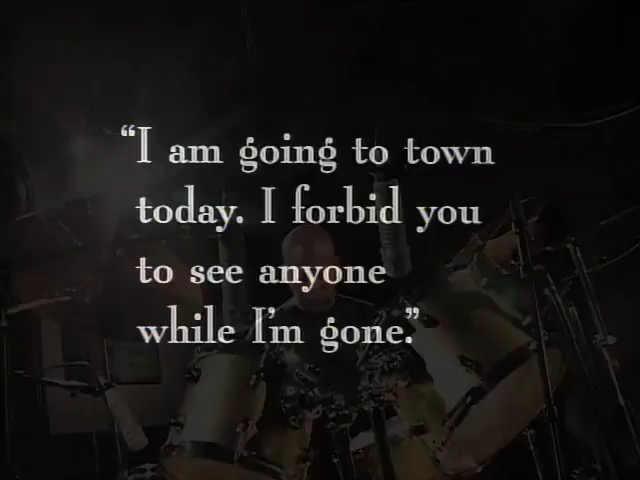 “I am going to town
today. I forbid you
to see anyone
while I'm gone.”